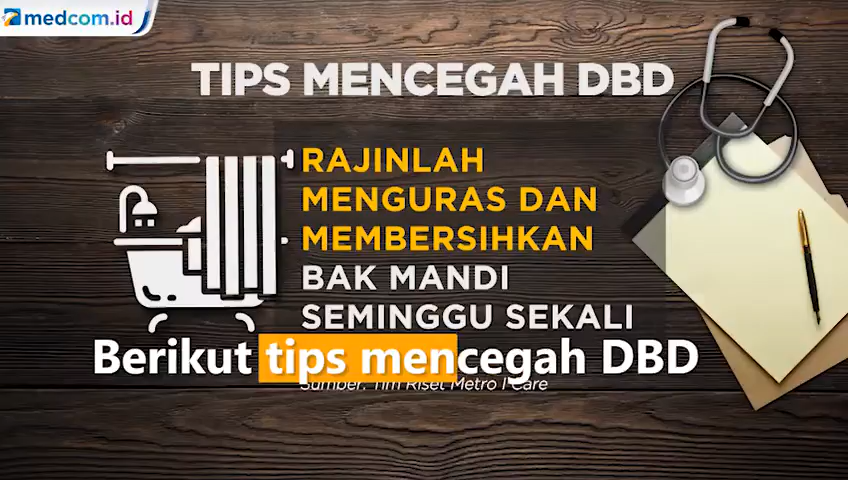 medcom.id
TIPS MENCEGAH DBD
RAJINLAH
MENGURAS DAN
MEMBERSIHKAN
BAK MANDI
SEMINGGU SEKALI
Berikut tips mencegah DBD
Sumber: Tim Riset Metro I Care